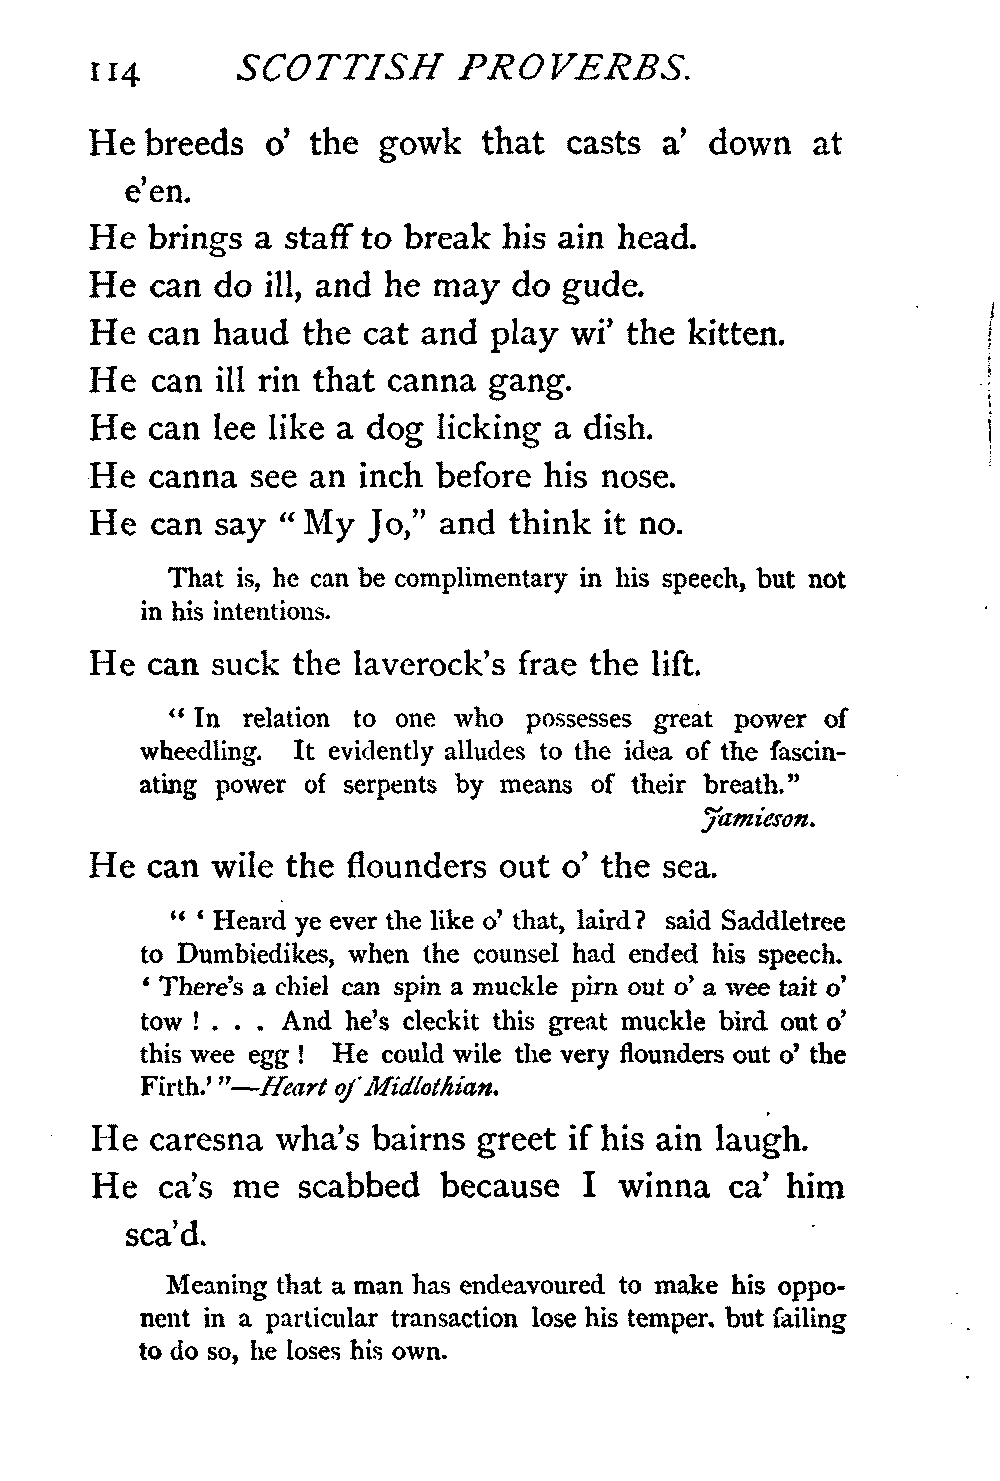 114 SCOTTISH PROVERBS.
He breeds o' the gowk that casts a' down at
e'en.
He brings a staff to break his ain head.
He can do ill, and he may do gude.
He can haud the cat and play wi' the kitten.
He can ill rin that canna gang.
He can lee like a dog licking a dish.
He canna see an inch before his nose.
He can say "My Jo," and think it no.
That is, he can be complimentary in his speech, but not
in his intentions.
He can suck the laverock's frae the lift.
"In relation to one who possesses great power of
wheedling. It evidently alludes to the idea of the fascin-
ating power of serpents by means of their breath."
Jamieson.
He can wile the flounders out o' the sea.
"'Heard ye ever the like o' that, laird? said Saddletree
to Dumbiedikes, when the counsel had ended his speech.
'There's a chiel can spin a muckle pirn out o' a wee tait o'
tow! . . . And he's cleckit this great muckle bird out o'
this wee egg! He could wile the very flounders out o' the
Firth.'"—Heart of Midlothian.
He caresna wha's bairns greet if his ain laugh.
He ca's me scabbed because I winna ca' him
sca'd.
Meaning that a man has endeavoured to make his oppo-
nent in a particular transaction lose his temper. but failing
to do so, he loses his own.